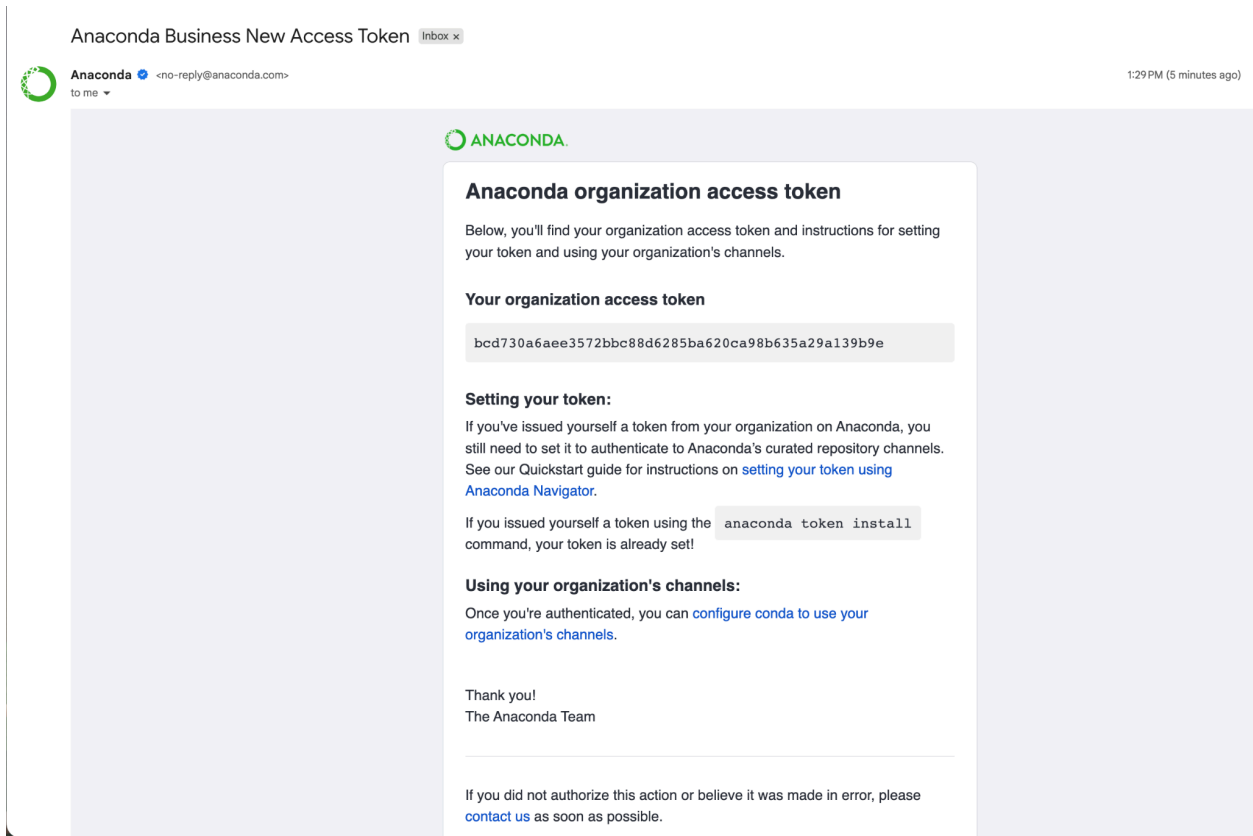 Anaconda Business New Access Token Inbox x
Anaconda <no-reply@anaconda.com> 1:29 PM (5 minutes ago)
to me
ANACONDA.
Anaconda organization access token
Below, you'll find your organization access token and instructions for setting
your token and using your organization's channels.
Your organization access token
bcd730a6aee3572bbc88d6285ba620ca98b635a29a139b9e
Setting your token:
If you've issued yourself a token from your organization on Anaconda, you
still need to set it to authenticate to Anaconda’s curated repository channels.
See our Quickstart guide for instructions on setting your token using
Anaconda Navigator.
If you issued yourself a token using the anaconda token install
command, your token is already set!
Using your organization's channels:
Once you're authenticated, you can configure conda to use your
organization's channels.
Thank you!
The Anaconda Team
If you did not authorize this action or believe it was made in error, please
contact us as soon as possible.